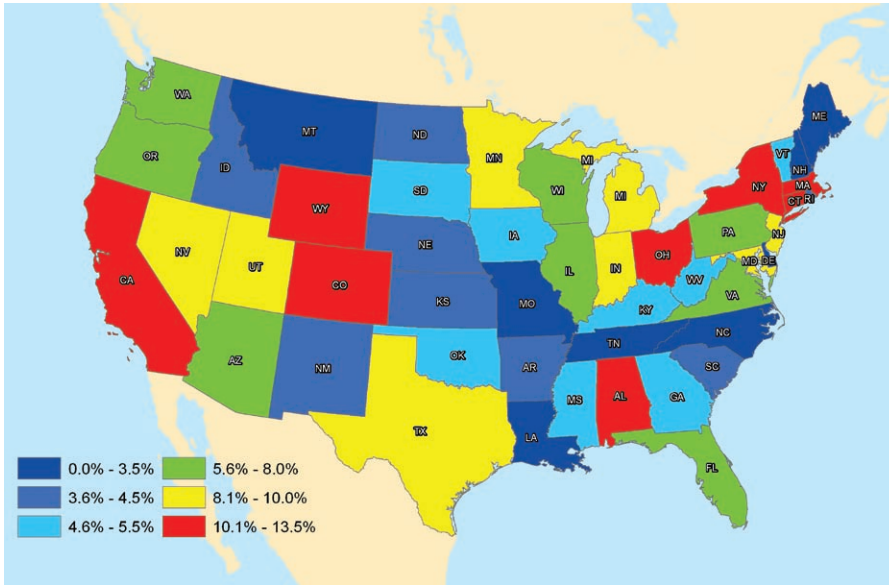 WA
OR
CA
ID
NV
MT
WY
UT
AZ
CO
NM
ND
SD
NE
KS
OK
TX
MN
IA
MO
AR
LA
WI
IL
MI
MI
IN
OH
KY
TN
MS
AL
GA
FL
SC
NC
VA
WV
PA
NY
VT
NH
ME
MA
CT
RI
NJ
MD
DE
0.0% - 3.5%
3.6% - 4.5%
4.6% - 5.5%
5.6% - 8.0%
8.1% - 10.0%
10.1% - 13.5%